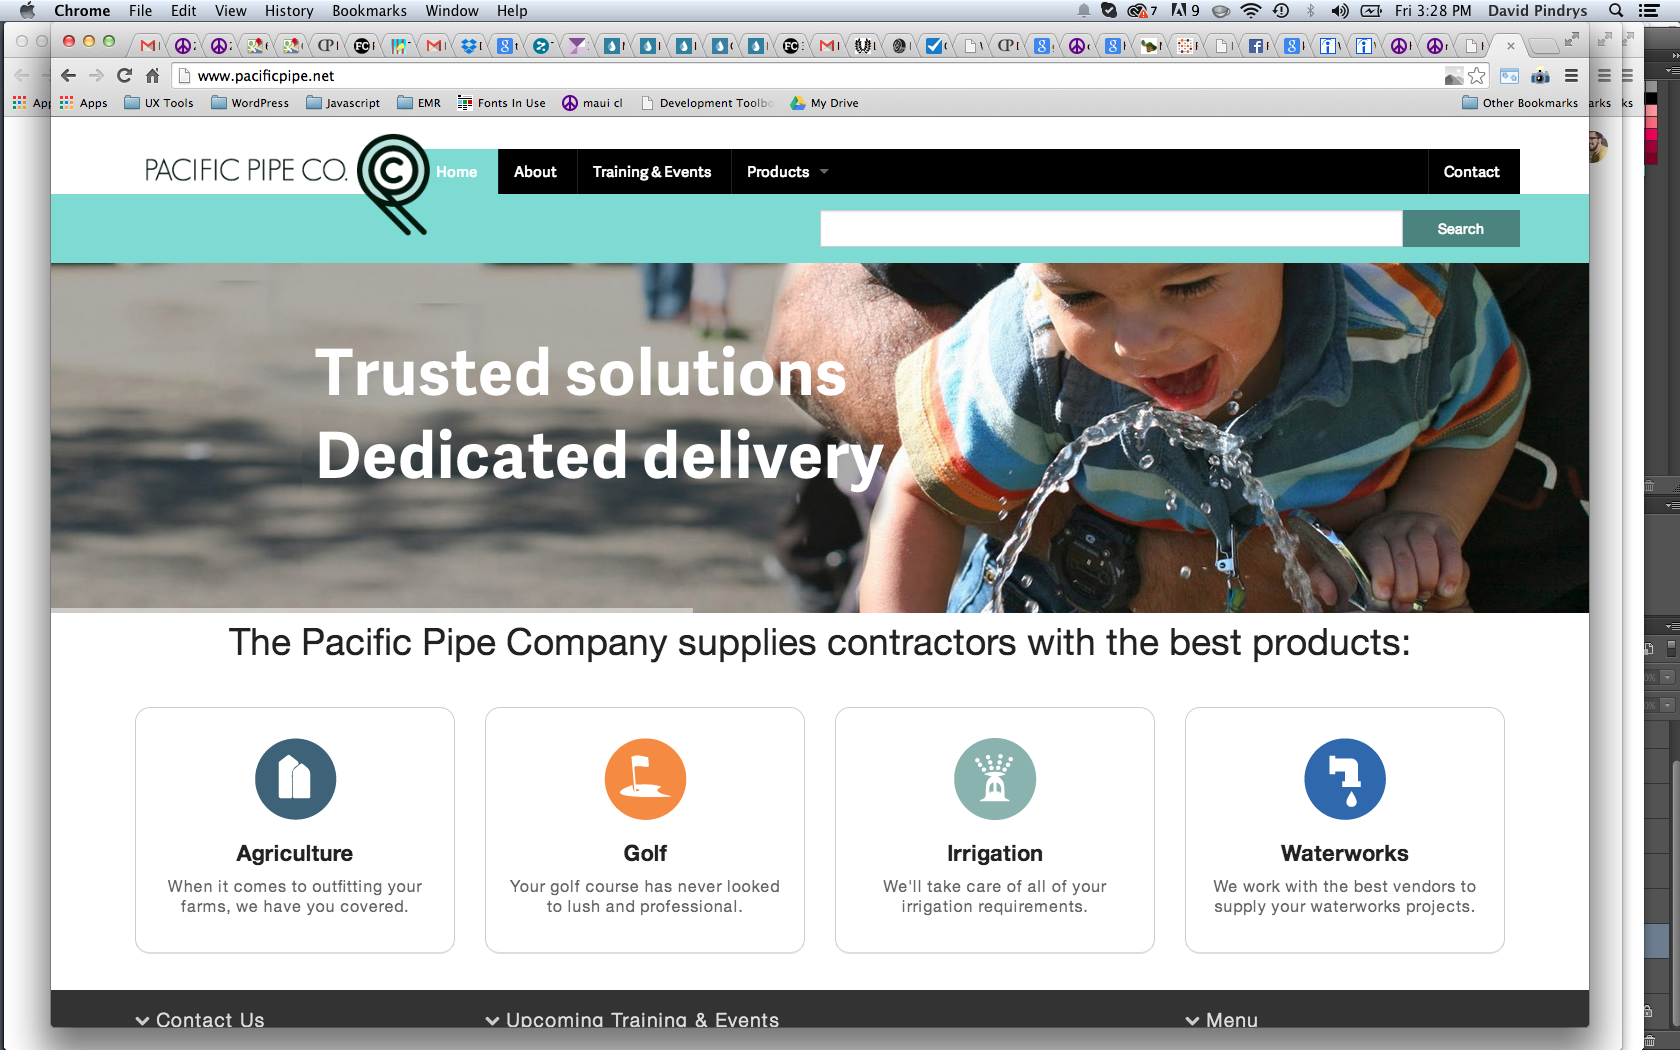 Chrome File Edit View History Bookmarks Window Help 7 9 Fri 3:28 PM David Pindrys
www.pacificpipe.net
Apps UX Tools WordPress Javascript EMR Fonts In Use maui cl Development Toolb My Drive Other Bookmarks
PACIFIC PIPE CO. Home About Training & Events Products Contact
Search
Trusted solutions
Dedicated delivery
The Pacific Pipe Company supplies contractors with the best products:
Agriculture
When it comes to outfitting your
farms, we have you covered.
Golf
Your golf course has never looked
to lush and professional.
Irrigation
We'll take care of all of your
irrigation requirements.
Waterworks
We work with the best vendors to
supply your waterworks projects.
Contact Us Upcoming Training & Events Menu